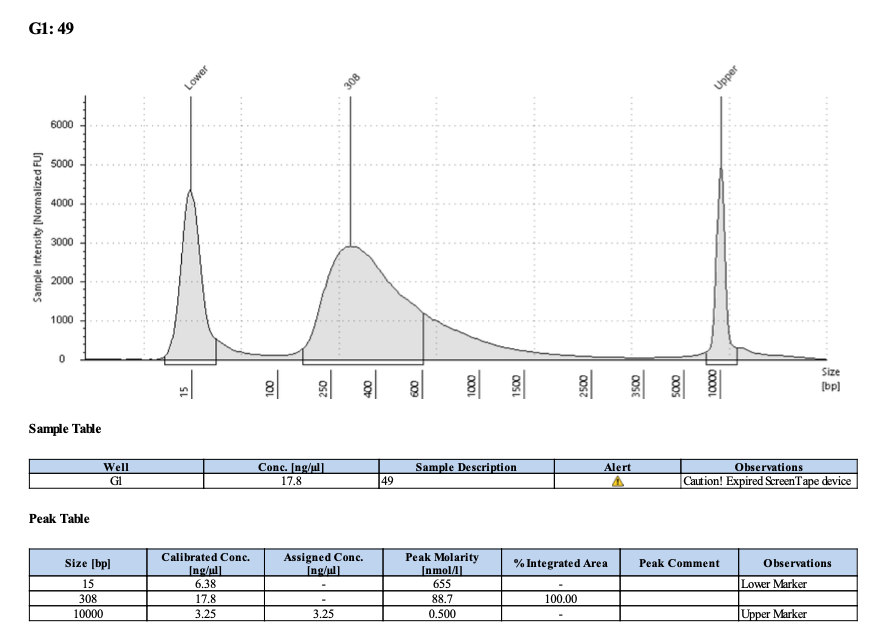 G1: 49
Lower
308
Upper
Sample Intensity [Normalized FU]
6000
5000
4000
3000
2000
1000
0
15
100
250
400
600
1000
1500
2500
3500
5000
10000
Size
[bp]
Sample Table
Well Conc. [ng/µl] Sample Description Alert Observations
G1 17.8 49 Caution! Expired ScreenTape device
Peak Table
Size [bp] Calibrated Conc. [ng/µl] Assigned Conc. [ng/µl] Peak Molarity [nmol/l] % Integrated Area Peak Comment Observations
15 6.38 - 655 - Lower Marker
308 17.8 - 88.7 100.00
10000 3.25 3.25 0.500 - Upper Marker